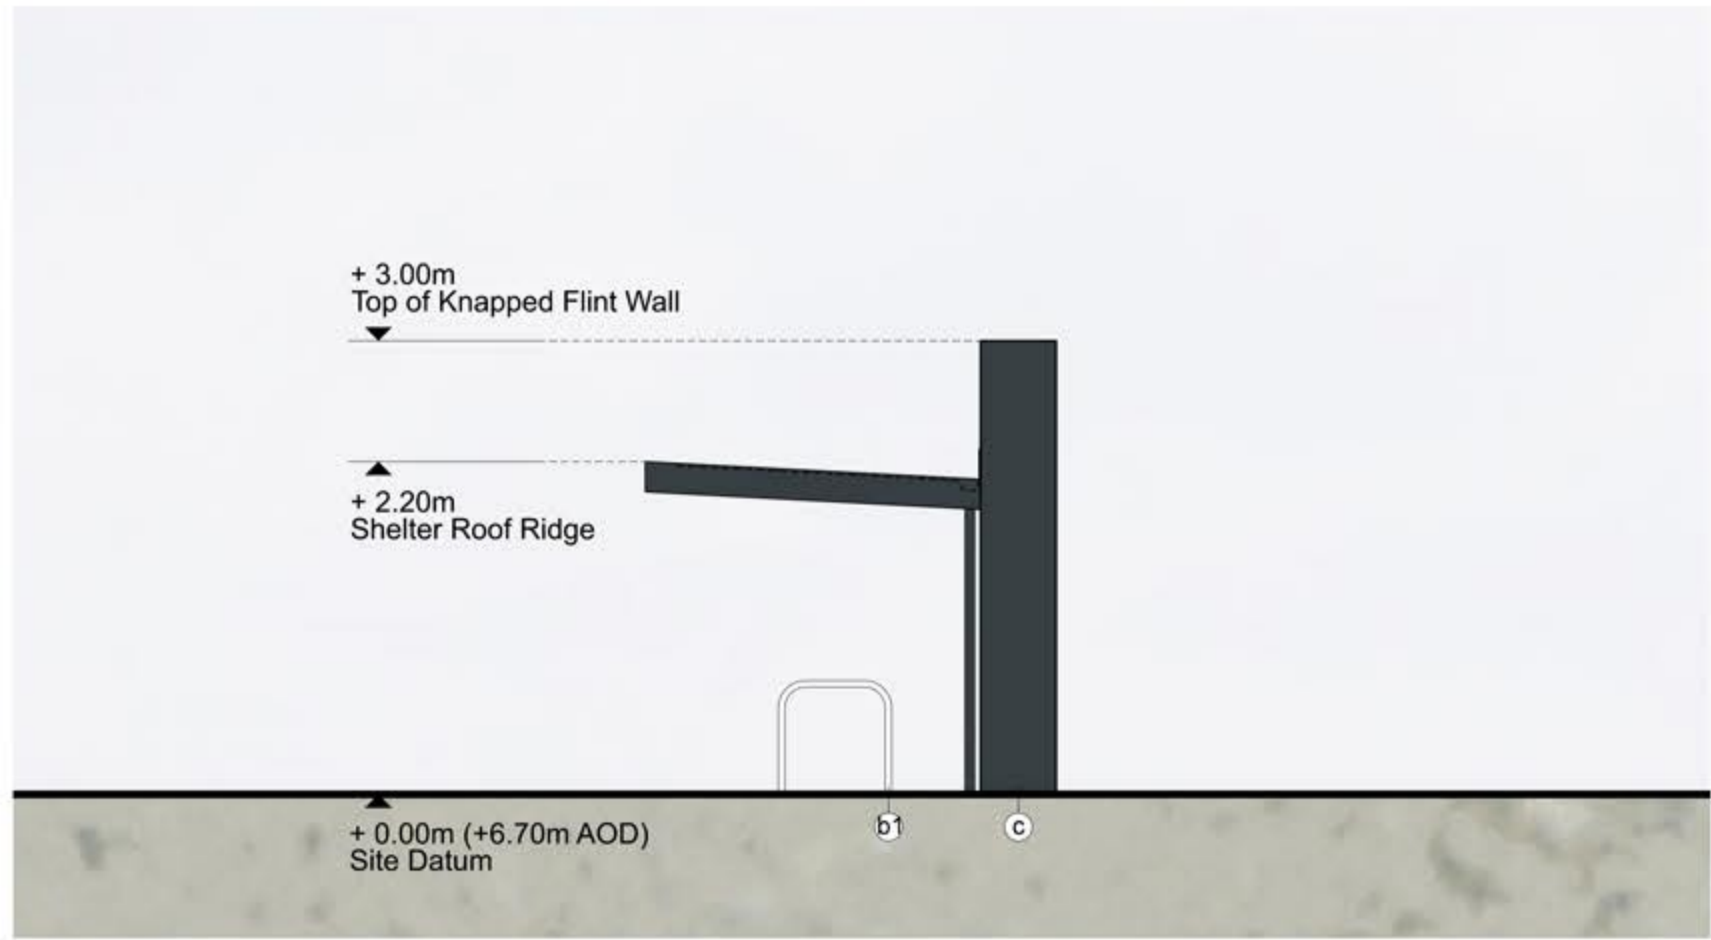 + 3.00m
Top of Knapped Flint Wall
+ 2.20m
Shelter Roof Ridge
b1
c
+ 0.00m (+6.70m AOD)
Site Datum